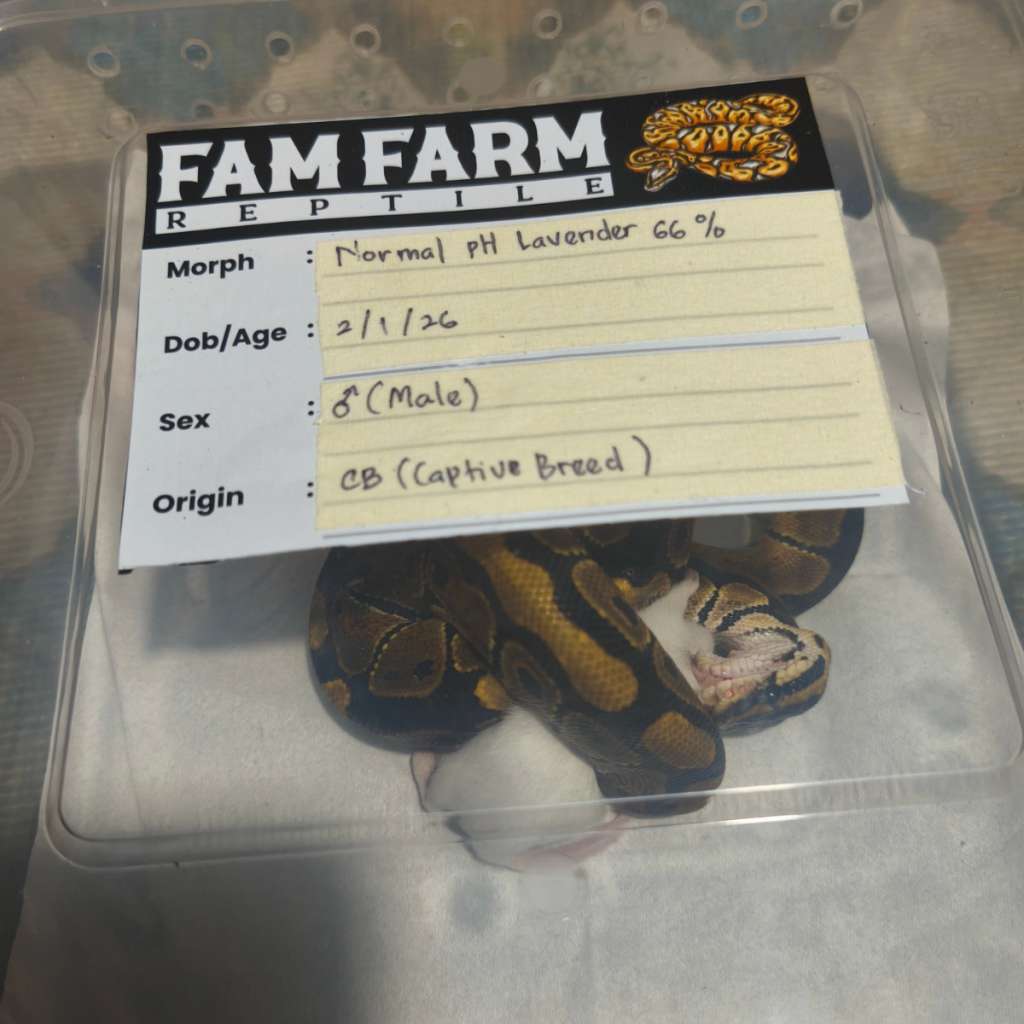 FAM FARM
REPTILE
Morph : Normal pH Lavender 66%
Dob/Age : 2/1/26
Sex : ♂ (Male)
Origin : CB (Captive Breed)